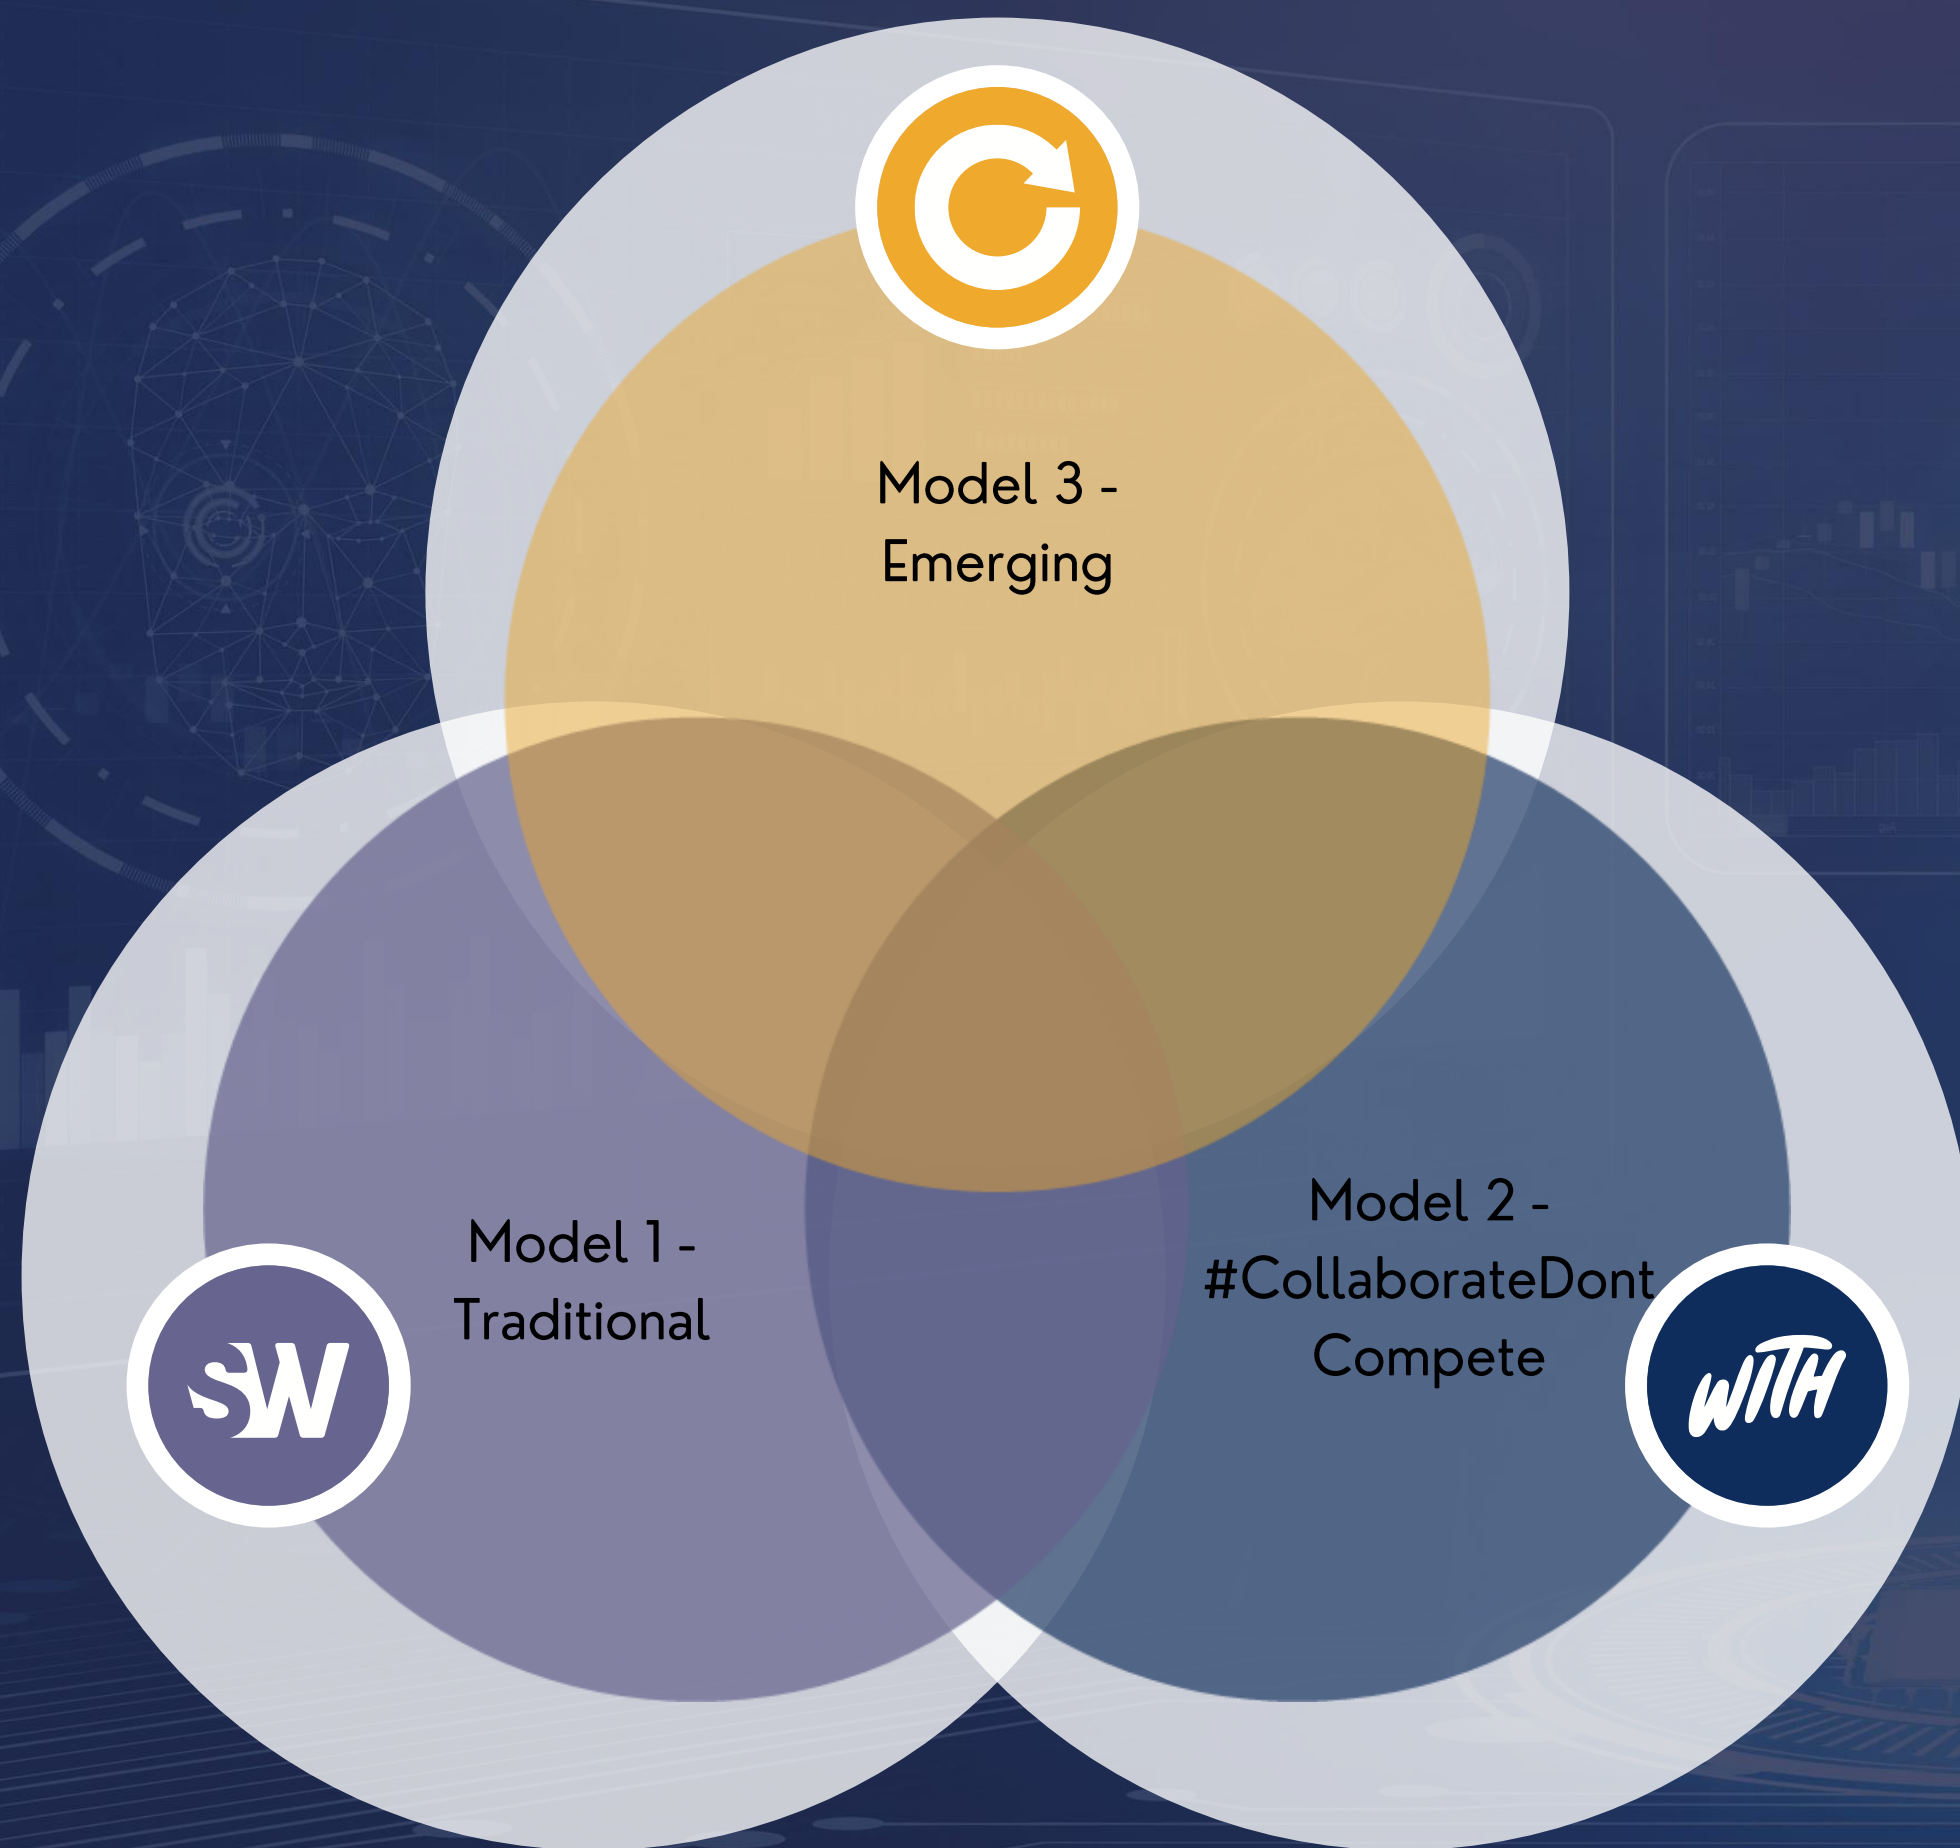 Model 3 -
Emerging
Model 1 -
Traditional
Model 2 -
#CollaborateDont
Compete
SW
WITH